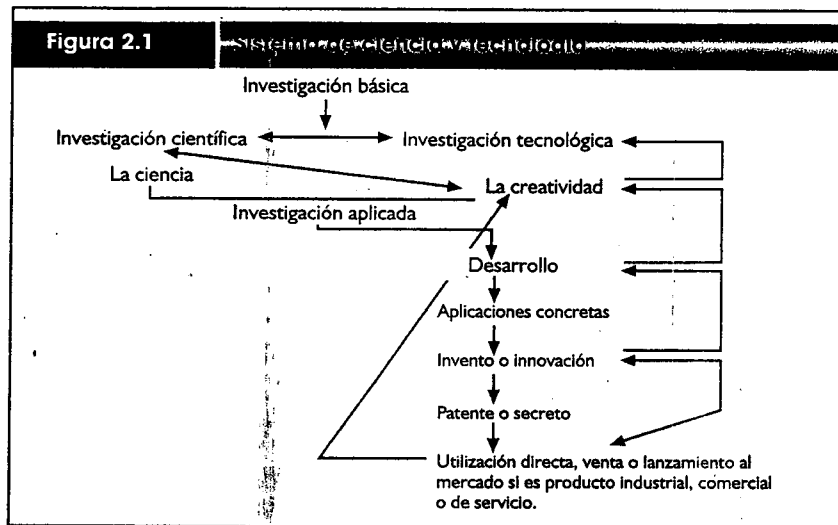 Figura 2.1
Sistema de ciencia y tecnología
Investigación básica
Investigación científica
Investigación tecnológica
La ciencia
La creatividad
Investigación aplicada
Desarrollo
Aplicaciones concretas
Invento o innovación
Patente o secreto
Utilización directa, venta o lanzamiento al
mercado si es producto industrial, comercial
o de servicio.